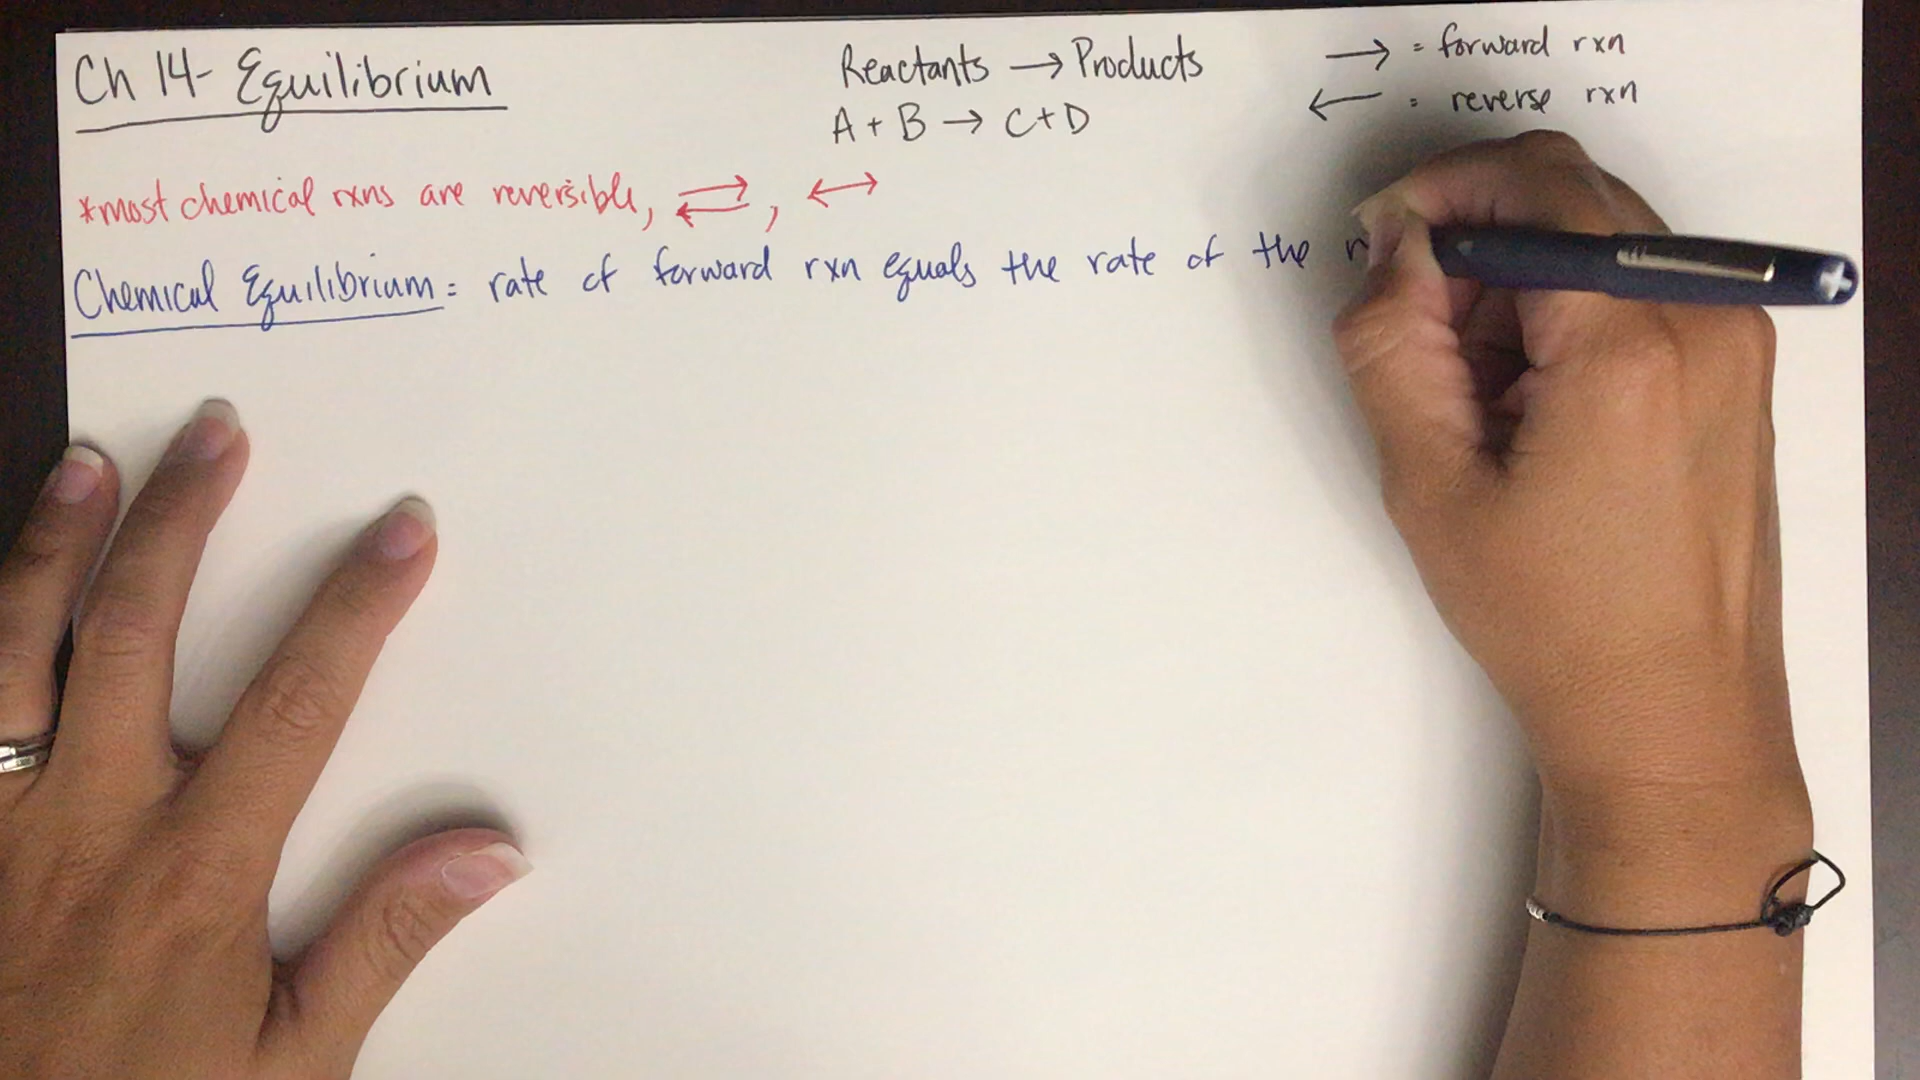 Ch 14- Equilibrium
Reactants → Products
A + B → C + D
→ = forward rxn
← = reverse rxn
*most chemical rxns are reversible, ⇄, ↔
Chemical Equilibrium = rate of forward rxn equals the rate of the r